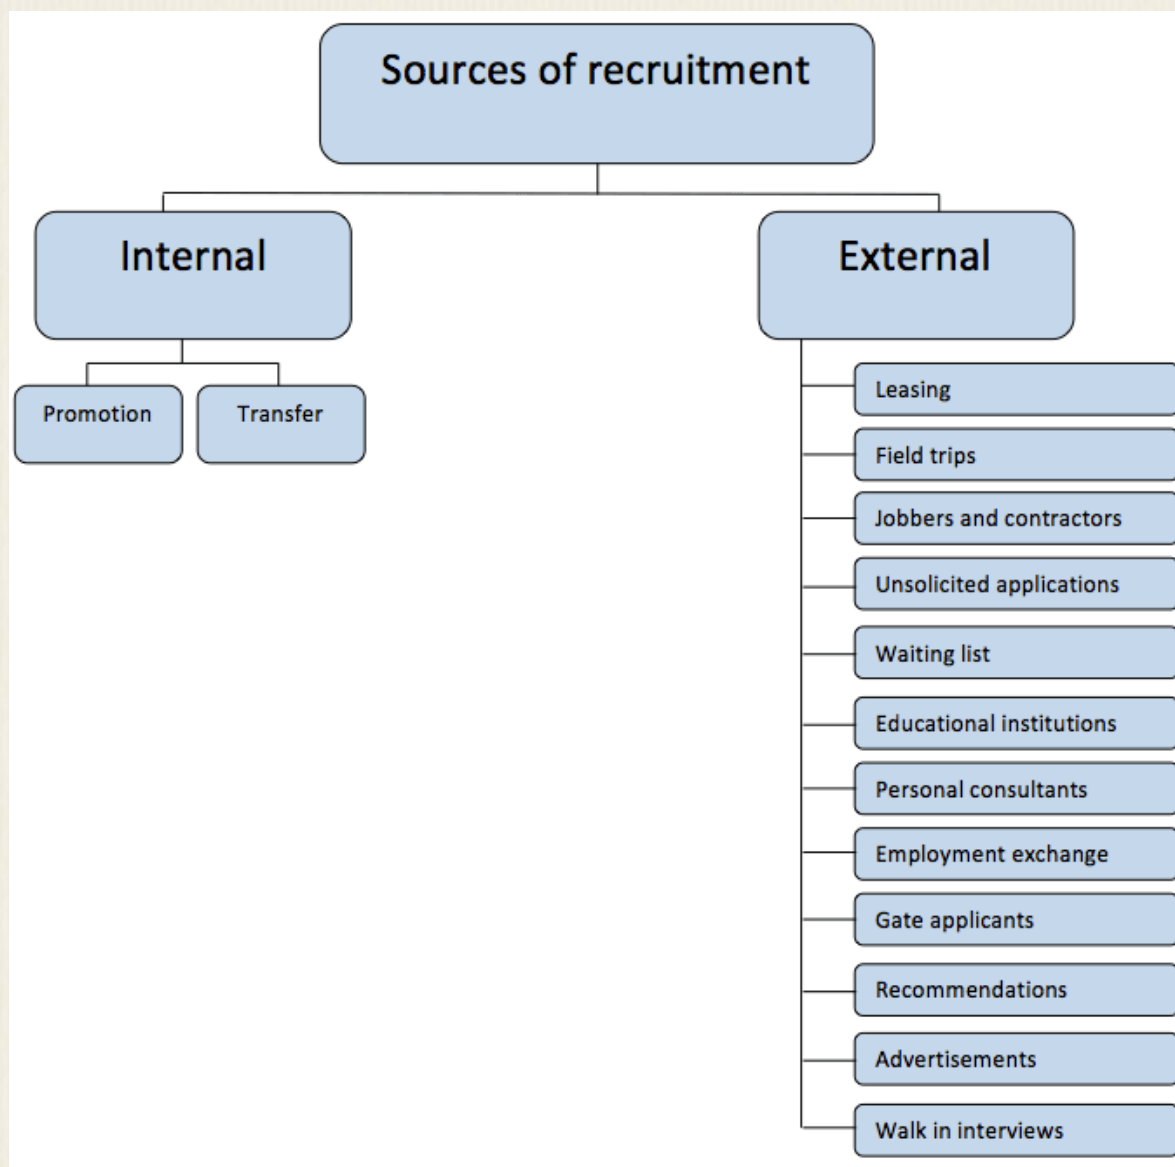 Sources of recruitment
Internal
External
Promotion
Transfer
Leasing
Field trips
Jobbers and contractors
Unsolicited applications
Waiting list
Educational institutions
Personal consultants
Employment exchange
Gate applicants
Recommendations
Advertisements
Walk in interviews